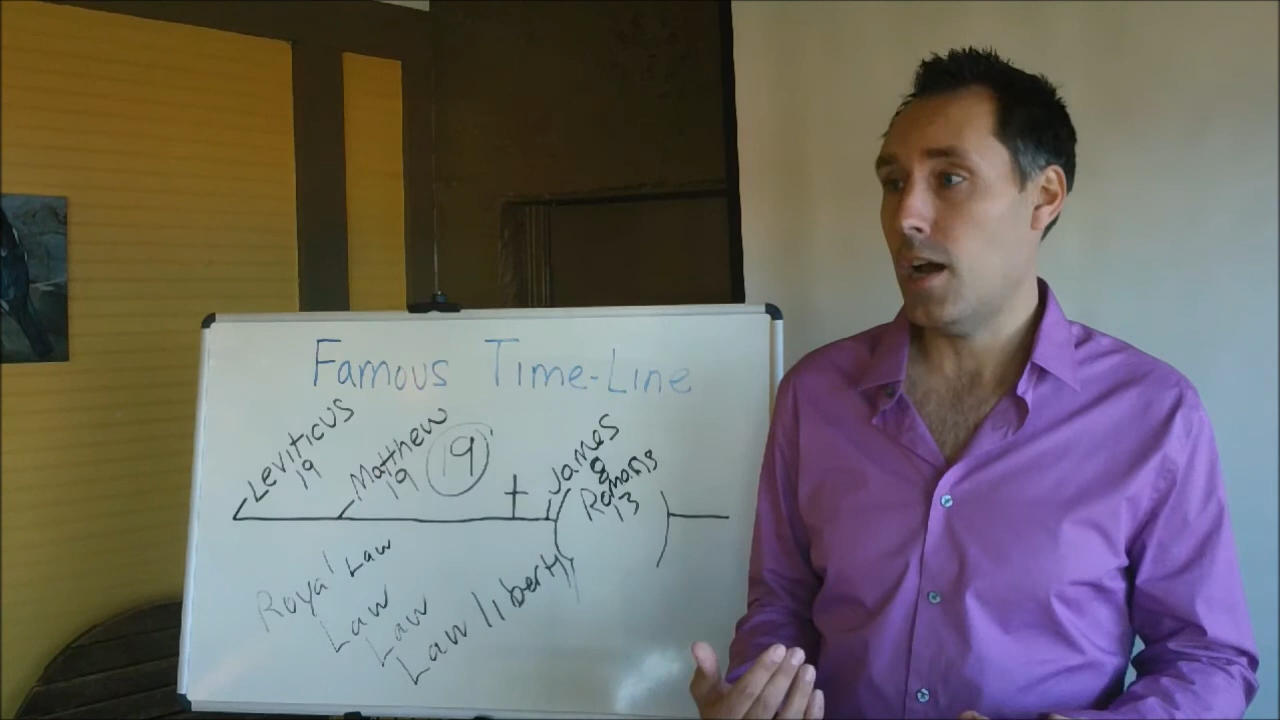 Famous Time-Line
Leviticus
19
Matthew
19
19
James
&
Romans
13
Royal Law
Law
Law
Law liberty